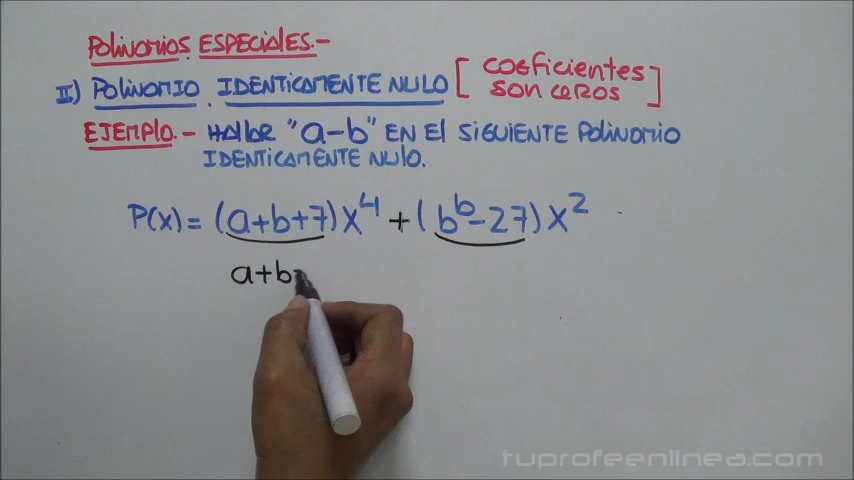 POLINOMIOS ESPECIALES.-
II.) POLINOMIO IDENTICAMENTE NULO [ COEFICIENTES SON CEROS ]
EJEMPLO.- HALLAR "a-b" EN El SIGUIENTE POLINOMIO
IDENTICAMENTE NULO.
P(X) = (a+b+7)X⁴ + (b^b-27)X²
a+b
tuprofeenlinea.com